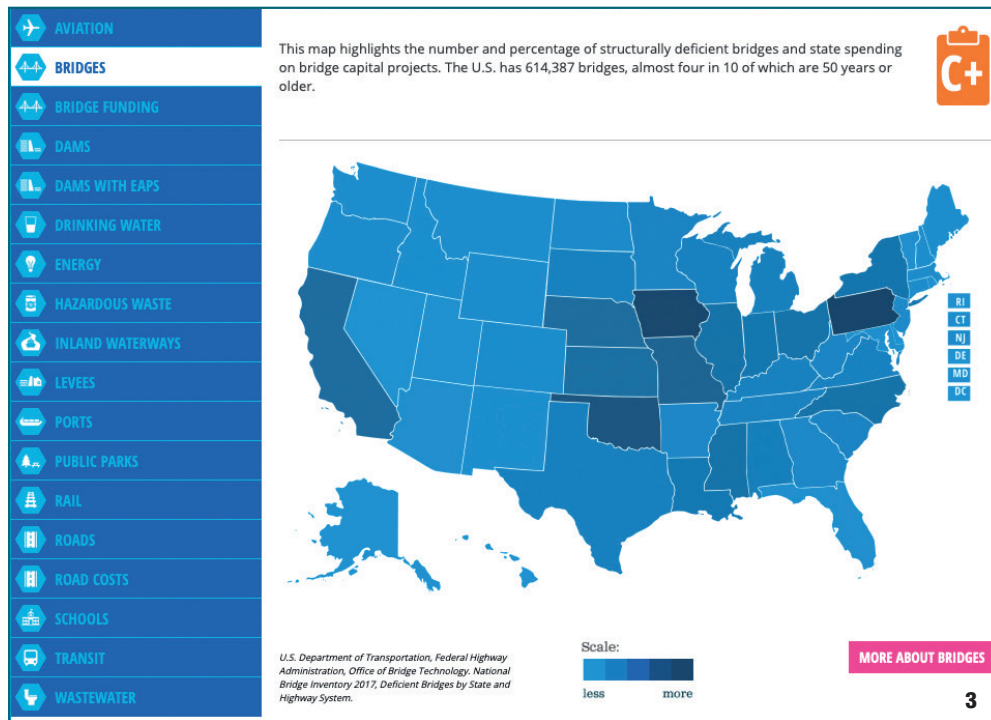 AVIATION
BRIDGES
BRIDGE FUNDING
DAMS
DAMS WITH EAPS
DRINKING WATER
ENERGY
HAZARDOUS WASTE
INLAND WATERWAYS
LEVEES
PORTS
PUBLIC PARKS
RAIL
ROADS
ROAD COSTS
SCHOOLS
TRANSIT
WASTEWATER
This map highlights the number and percentage of structurally deficient bridges and state spending
on bridge capital projects. The U.S. has 614,387 bridges, almost four in 10 of which are 50 years or
older.
C+
RI
CT
NJ
DE
MD
DC
U.S. Department of Transportation, Federal Highway
Administration, Office of Bridge Technology. National
Bridge Inventory 2017, Deficient Bridges by State and
Highway System.
Scale:
less more
MORE ABOUT BRIDGES
3